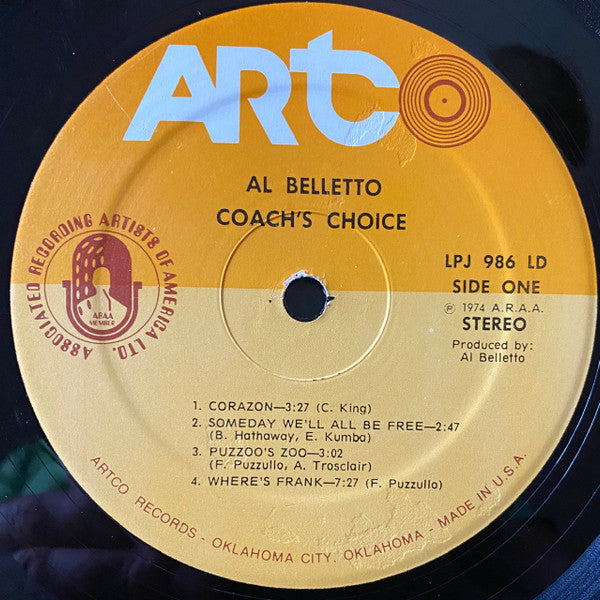 ARTCO
AL BELLETTO
COACH'S CHOICE
ASSOCIATED RECORDING ARTISTS OF AMERICA LTD.
ARAA
MEMBER
LPJ 986 LD
SIDE ONE
℗ 1974 A.R.A.A.
STEREO
Produced by:
Al Belletto
1. CORAZON—3:27 (C. King)
2. SOMEDAY WE'LL ALL BE FREE—2:47
(B. Hathaway, E. Kumba)
3. PUZZOO'S ZOO—3:02
(F. Puzzullo, A. Trosclair)
4. WHERE'S FRANK—7:27 (F. Puzzullo)
ARTCO RECORDS - OKLAHOMA CITY, OKLAHOMA - MADE IN U.S.A.